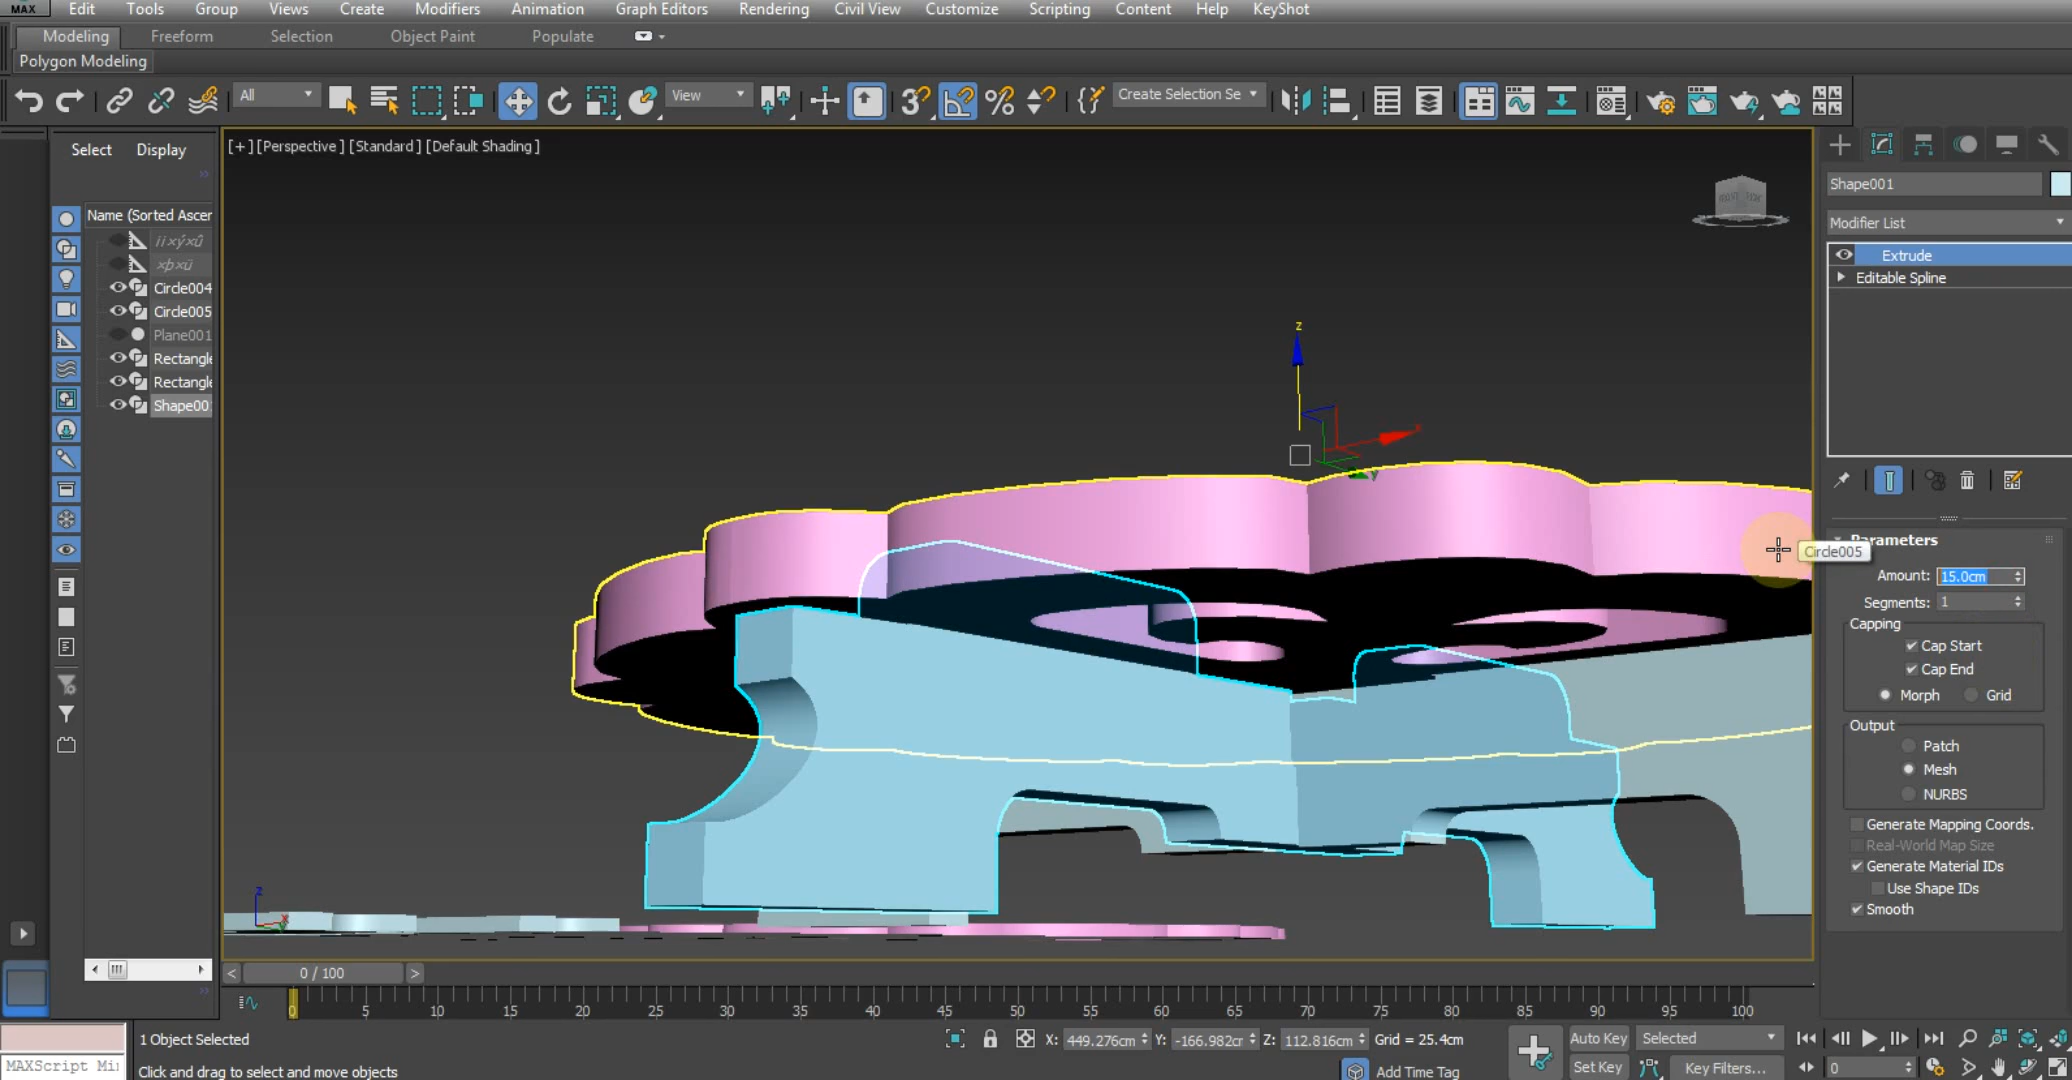 MAX Edit Tools Group Views Create Modifiers Animation Graph Editors Rendering Civil View Customize Scripting Content Help KeyShot
Modeling Freeform Selection Object Paint Populate
Polygon Modeling
All View Create Selection Se
Select Display
[+][Perspective][Standard][Default Shading]
Name (Sorted Ascer
Circle004
Circle005
Plane001
Rectangle
Rectangle
Shape00
z
x
y
Circle005
z
x
y
Shape001
Modifier List
Extrude
Editable Spline
Parameters
Amount: 15.0cm
Segments: 1
Capping
Cap Start
Cap End
Morph Grid
Output
Patch
Mesh
NURBS
Generate Mapping Coords.
Real-World Map Size
Generate Material IDs
Use Shape IDs
Smooth
< 0 / 100 >
0 5 10 15 20 25 30 35 40 45 50 55 60 65 70 75 80 85 90 95 100
1 Object Selected X: 449.276cm Y: -166.982cr Z: 112.816cm Grid = 25.4cm Auto Key Selected
MAXScript Mi Click and drag to select and move objects Add Time Tag Set Key Key Filters... 0